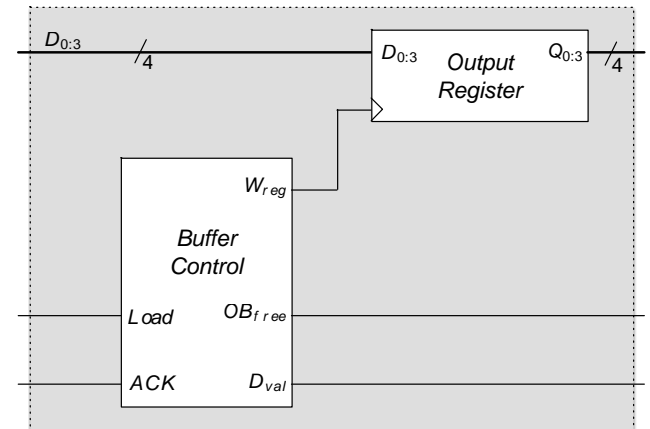 D0:3
4
D0:3
Output
Register
Q0:3
4
Wreg
Buffer
Control
Load
OBfree
ACK
Dval